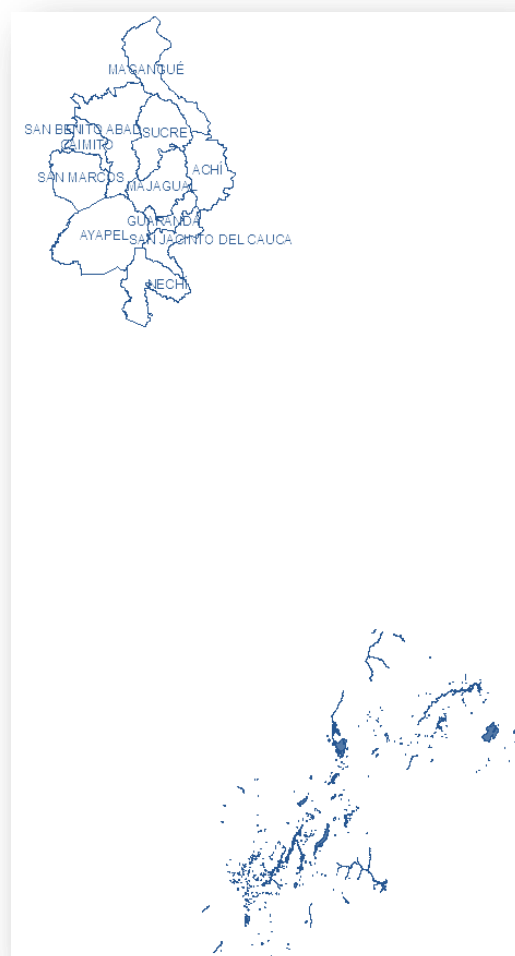 MAGANGUÉ
SAN BENITO ABAD
SUCRE
CAIMITO
ACHÍ
SAN MARCOS
MAJAGUAL
GUARANDA
AYAPEL
SAN JACINTO DEL CAUCA
NECHÍ